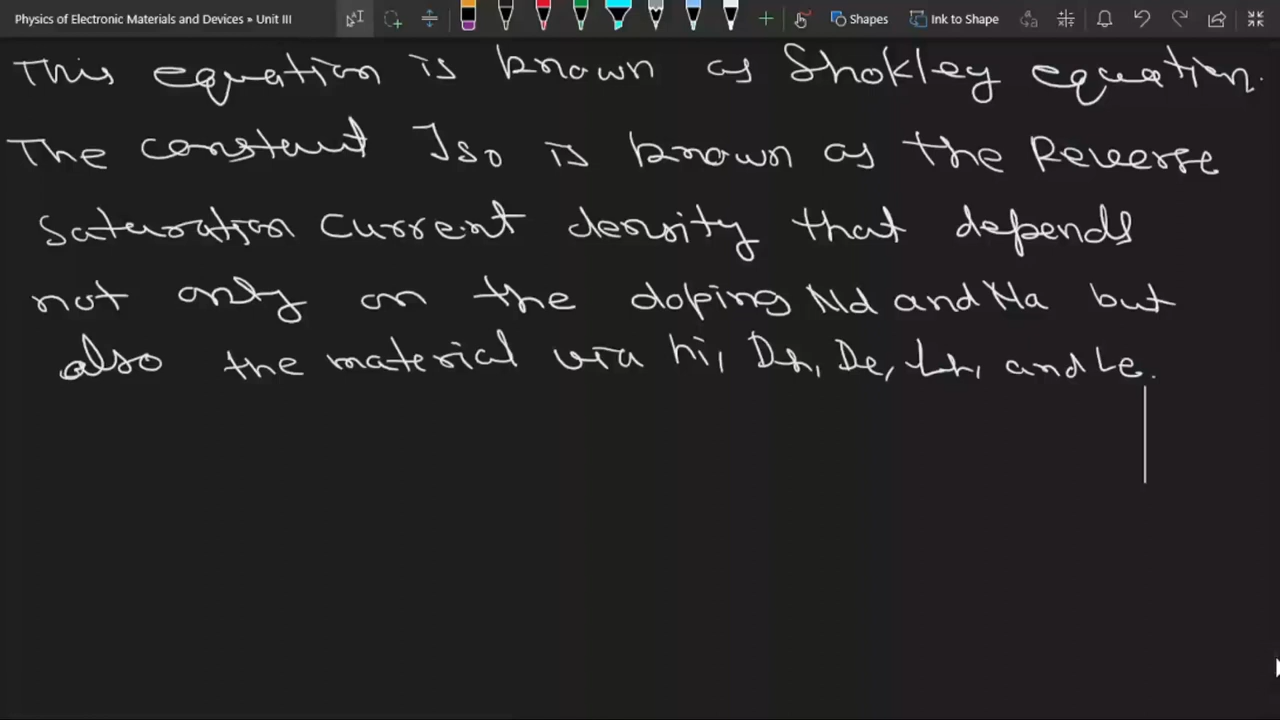 Physics of Electronic Materials and Devices » Unit III
Shapes
Ink to Shape
This equation is known as Shokley equation.
The constant Jso is known as the Reverse
saturation current density that depends
not only on the doping Nd and Na but
also the material via ni, Dh, De, Lh, and Le.